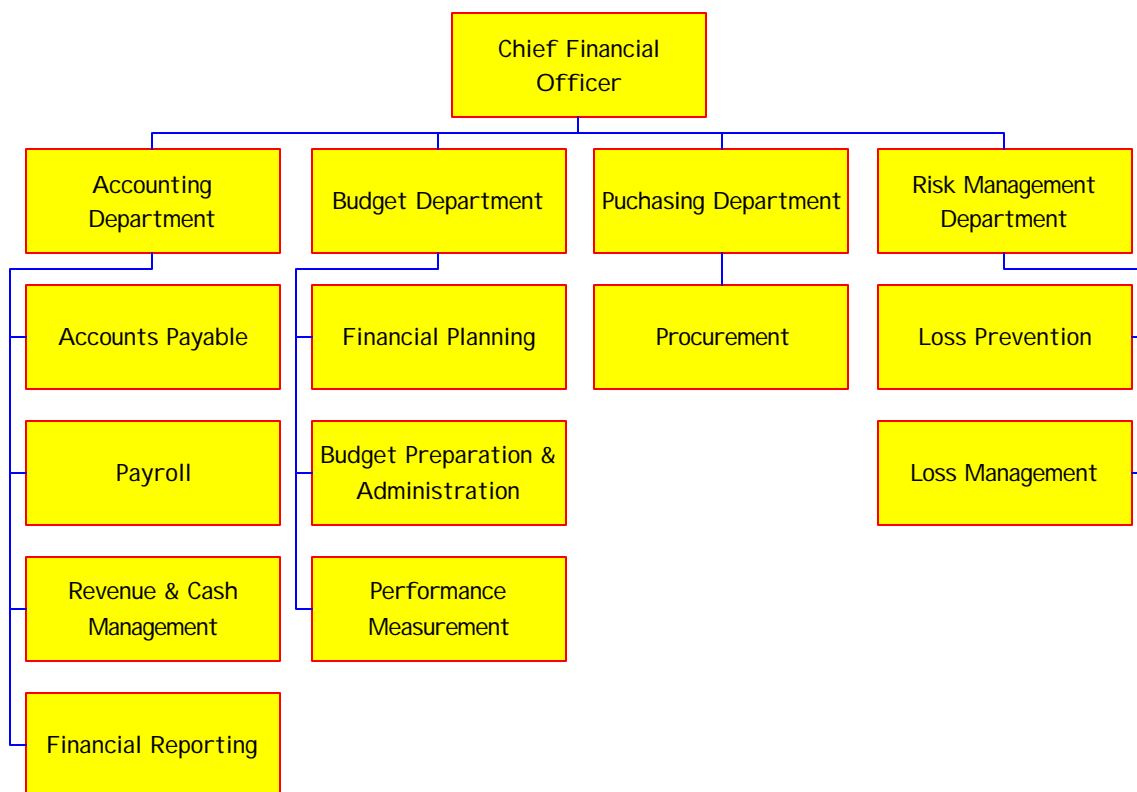 Chief Financial
Officer
Accounting
Department
Budget Department
Puchasing Department
Risk Management
Department
Accounts Payable
Financial Planning
Procurement
Loss Prevention
Payroll
Budget Preparation &
Administration
Loss Management
Revenue & Cash
Management
Performance
Measurement
Financial Reporting